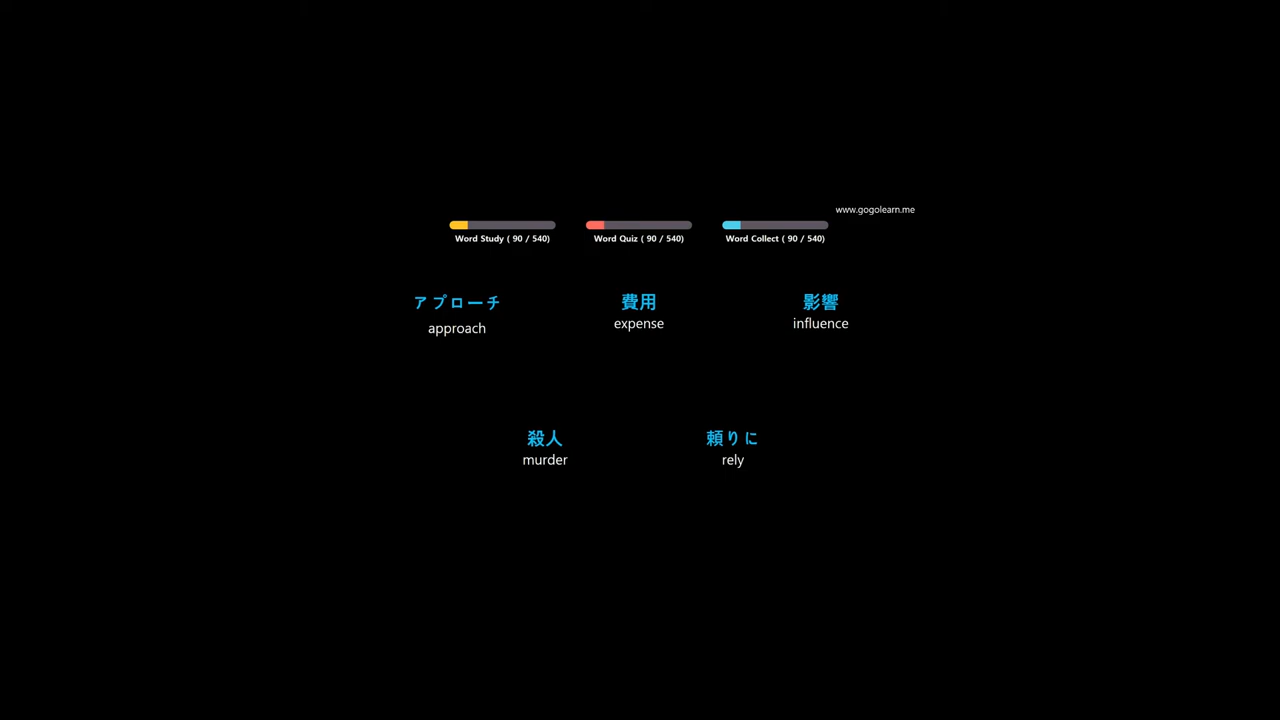 www.gogolearn.me
Word Study ( 90 / 540)
Word Quiz ( 90 / 540)
Word Collect ( 90 / 540)
アプローチ
approach
費用
expense
影響
influence
殺人
murder
頼りに
rely